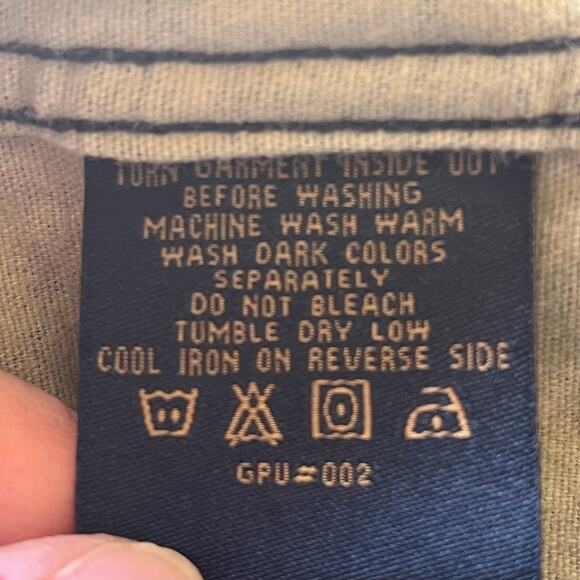 TURN GARMENT INSIDE OUT
BEFORE WASHING
MACHINE WASH WARM
WASH DARK COLORS
SEPARATELY
DO NOT BLEACH
TUMBLE DRY LOW
COOL IRON ON REVERSE SIDE
GPU#002